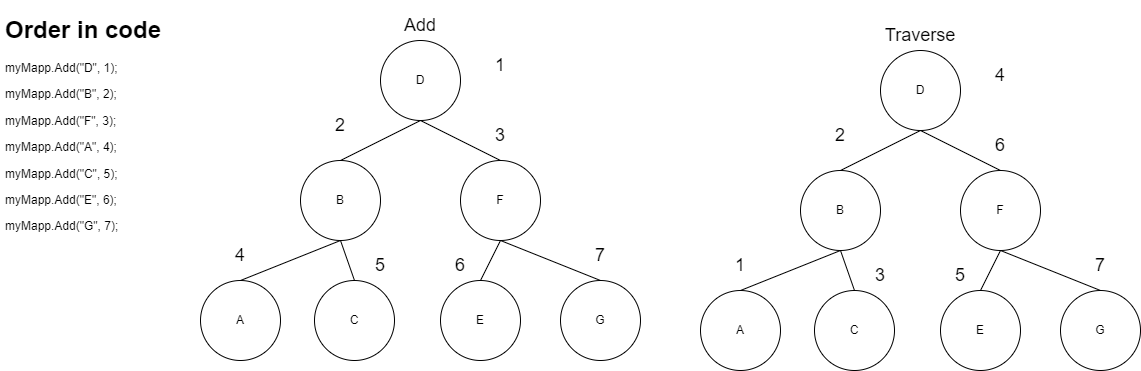 Order in code
myMapp.Add("D", 1);
myMapp.Add("B", 2);
myMapp.Add("F", 3);
myMapp.Add("A", 4);
myMapp.Add("C", 5);
myMapp.Add("E", 6);
myMapp.Add("G", 7);
Add
D
1
2
3
B
F
4
5
6
7
A
C
E
G
Traverse
D
4
2
6
B
F
1
3
5
7
A
C
E
G